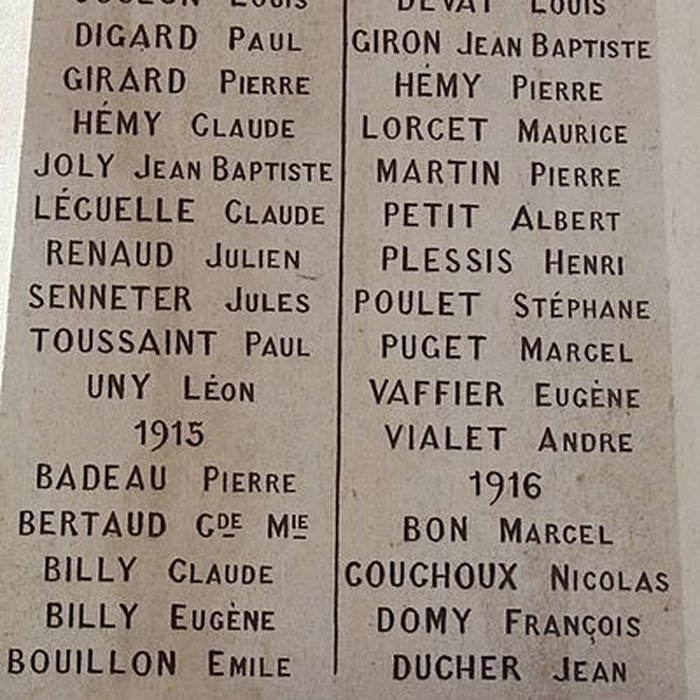 Louis
DIGARD PAUL
GIRARD PIERRE
HÉMY CLAUDE
JOLY JEAN BAPTISTE
LÉGUELLE CLAUDE
RENAUD JULIEN
SENNETER JULES
TOUSSAINT PAUL
UNY LÉON
1915
BADEAU PIERRE
BERTAUD GDE MIE
BILLY CLAUDE
BILLY EUGÈNE
BOUILLON EMILE
DEVAT LOUIS
GIRON JEAN BAPTISTE
HÉMY PIERRE
LORCET MAURICE
MARTIN PIERRE
PETIT ALBERT
PLESSIS HENRI
POULET STÉPHANE
PUGET MARCEL
VAFFIER EUGÈNE
VIALET ANDRE
1916
BON MARCEL
COUCHOUX NICOLAS
DOMY FRANÇOIS
DUCHER JEAN